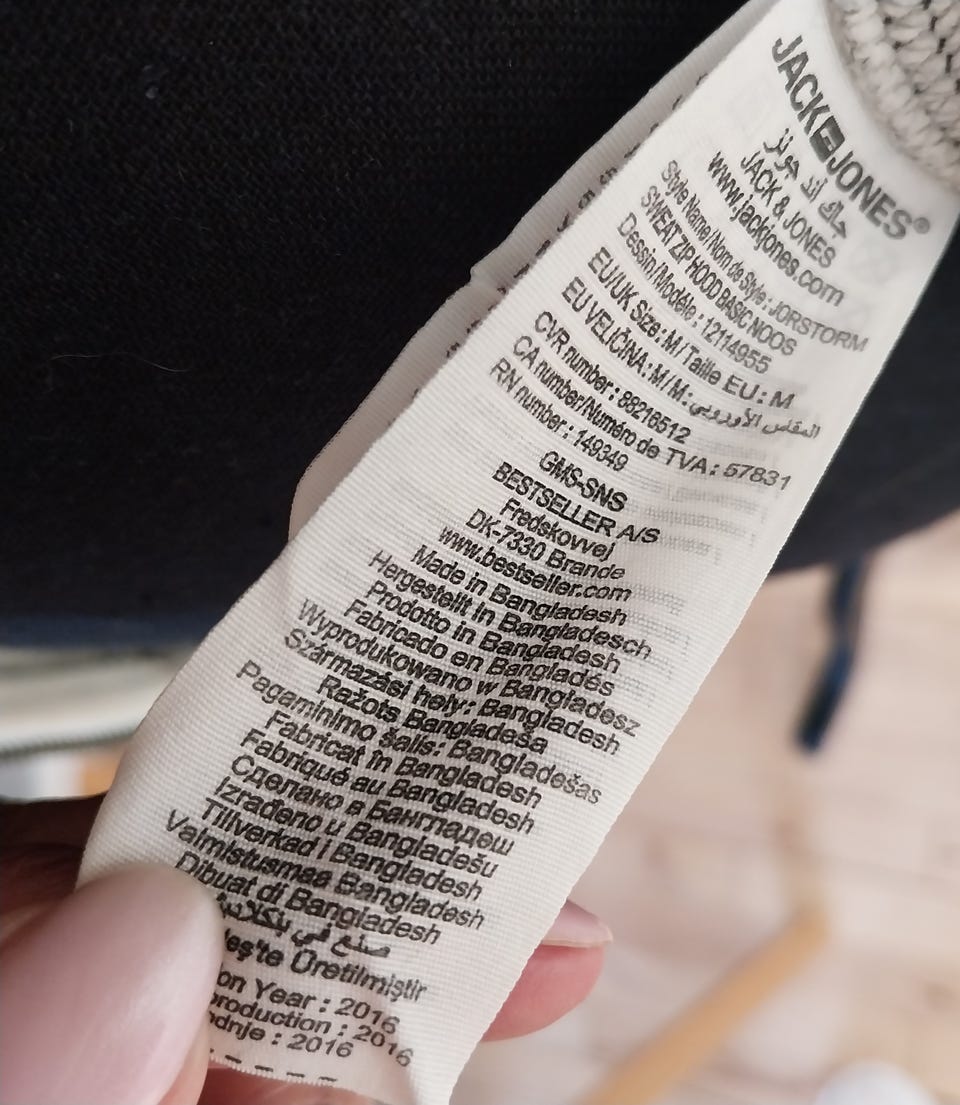 JACK JONES®
جاك أند جونز
JACK & JONES
www.jackjones.com
Style Name/Nom de Style : JORSTORM
SWEAT ZIP HOOD BASIC NOOS
Dessin/Modèle : 12114955
EU/UK Size : M / Taille EU : M
EU VELIČINA : M / M : المقاس الأوروبي
CVR number : 88216512
CA number/Numéro de TVA : 57831
RN number : 149349
GMS-SNS
BESTSELLER A/S
Fredskovvej
DK-7330 Brande
www.bestseller.com
Made in Bangladesh
Hergestellt in Bangladesch
Prodotto in Bangladesh
Fabricado en Bangladés
Wyprodukowano w Bangladesz
Származási hely: Bangladesh
Ražots Bangladeša
Pagaminimo šalis: Bangladešas
Fabricat în Bangladesh
Fabriqué au Bangladesh
Сделано в Бангладеш
Izrađeno u Bangladešu
Tillverkad i Bangladesh
Valmistusmaa Bangladesh
Dibuat di Bangladesh
صنع في
eş'te Üretilmiştir
on Year : 2016
production : 2016
odnje : 2016